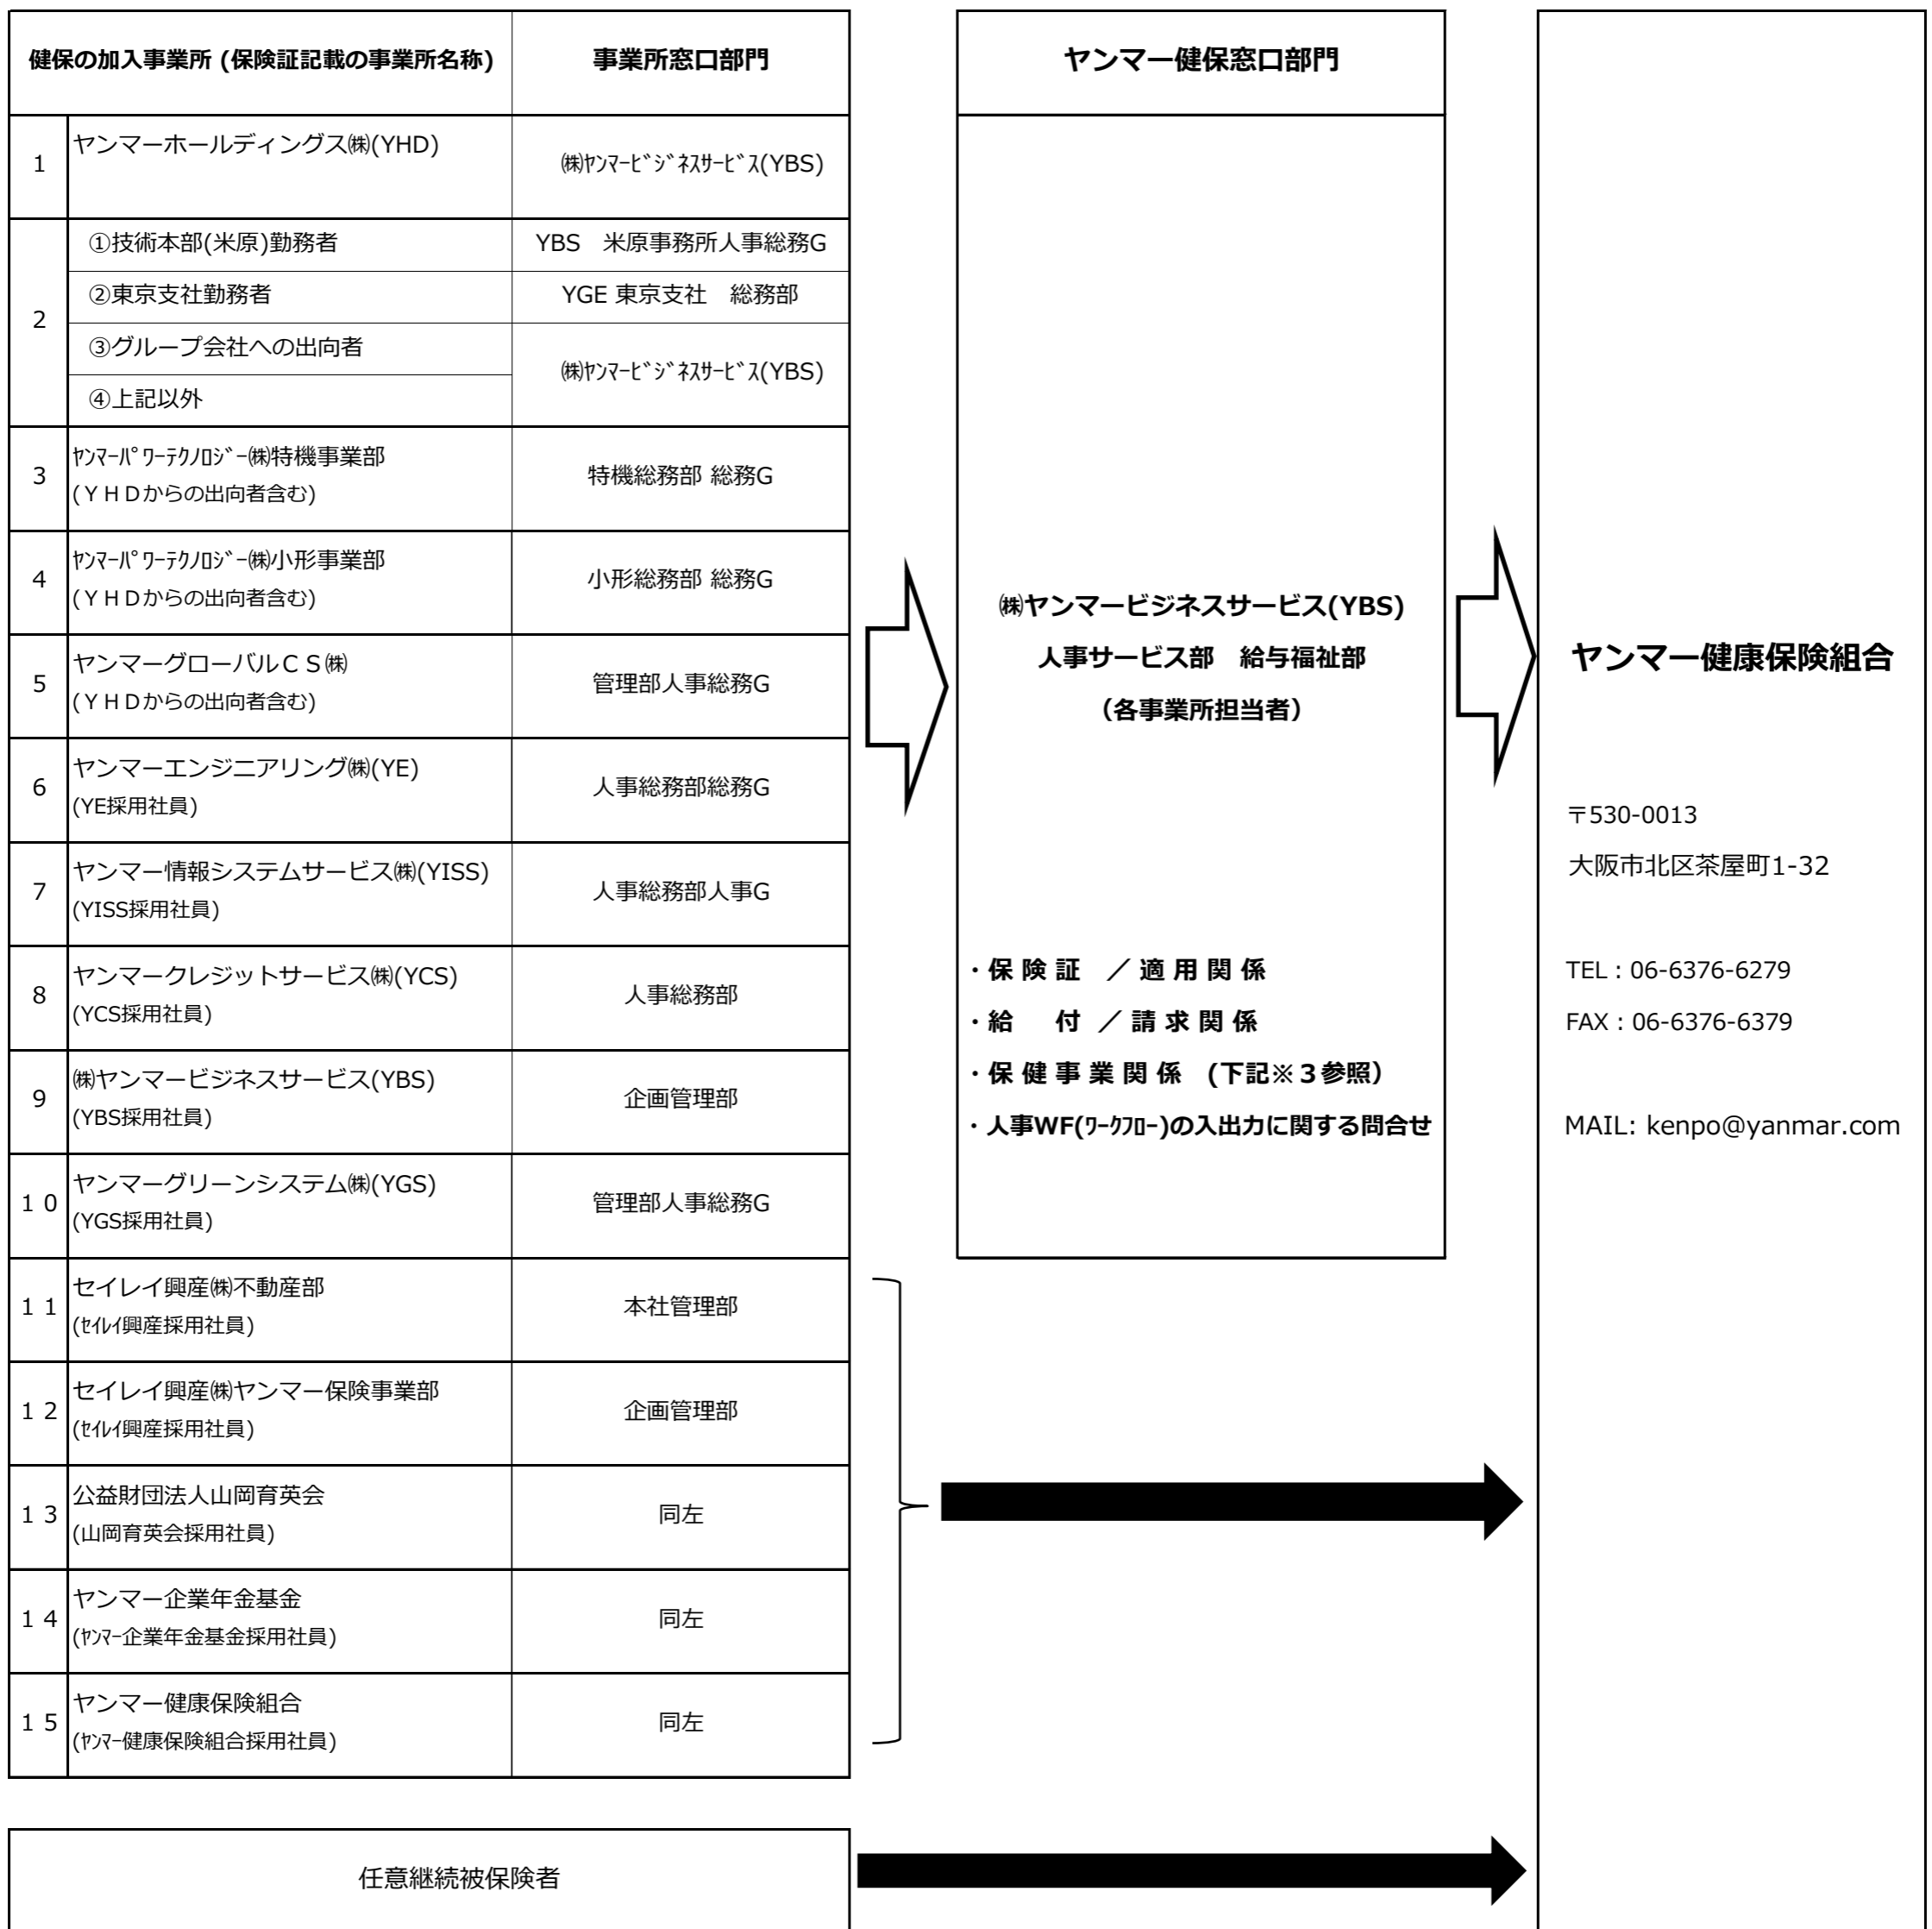 健保の加入事業所 (保険証記載の事業所名称) 事業所窓口部門
1 ヤンマーホールディングス㈱(YHD) ㈱ﾔﾝﾏｰﾋﾞｼﾞﾈｽｻｰﾋﾞｽ(YBS)
2
①技術本部(米原)勤務者 YBS　米原事務所人事総務G
②東京支社勤務者 YGE 東京支社　総務部
③グループ会社への出向者
㈱ﾔﾝﾏｰﾋﾞｼﾞﾈｽｻｰﾋﾞｽ(YBS)
④上記以外
3 ﾔﾝﾏｰﾊﾟﾜｰﾃｸﾉﾛｼﾞｰ㈱特機事業部
(ＹＨＤからの出向者含む)
特機総務部 総務G
4 ﾔﾝﾏｰﾊﾟﾜｰﾃｸﾉﾛｼﾞｰ㈱小形事業部
(ＹＨＤからの出向者含む)
小形総務部 総務G
5 ヤンマーグローバルＣＳ㈱
(ＹＨＤからの出向者含む)
管理部人事総務G
6 ヤンマーエンジニアリング㈱(YE)
(YE採用社員)
人事総務部総務G
7 ヤンマー情報システムサービス㈱(YISS)
(YISS採用社員)
人事総務部人事G
8 ヤンマークレジットサービス㈱(YCS)
(YCS採用社員)
人事総務部
9 ㈱ヤンマービジネスサービス(YBS)
(YBS採用社員)
企画管理部
１０ ヤンマーグリーンシステム㈱(YGS)
(YGS採用社員)
管理部人事総務G
１１ セイレイ興産㈱不動産部
(ｾｲﾚｲ興産採用社員)
本社管理部
１２ セイレイ興産㈱ヤンマー保険事業部
(ｾｲﾚｲ興産採用社員)
企画管理部
１３ 公益財団法人山岡育英会
(山岡育英会採用社員)
同左
１４ ヤンマー企業年金基金
(ﾔﾝﾏｰ企業年金基金採用社員)
同左
１５ ヤンマー健康保険組合
(ﾔﾝﾏｰ健康保険組合採用社員)
同左
任意継続被保険者
ヤンマー健保窓口部門
㈱ヤンマービジネスサービス(YBS)
人事サービス部　給与福祉部
（各事業所担当者）
・保 険 証　／ 適 用 関 係
・給　 付 ／ 請 求 関 係
・保 健 事 業 関 係　(下記※３参照）
・人事WF(ﾜｰｸﾌﾛｰ)の入出力に関する問合せ
ヤンマー健康保険組合
〒530-0013
大阪市北区茶屋町1-32
TEL：06-6376-6279
FAX：06-6376-6379
MAIL: kenpo@yanmar.com